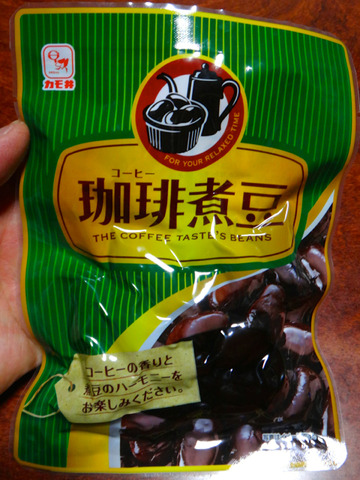 カモ井
FOR YOUR RELAXED TIME
コーヒー
珈琲煮豆
THE COFFEE TASTE'S BEANS
コーヒーの香りと
煮豆のハーモニーを
お楽しみください。